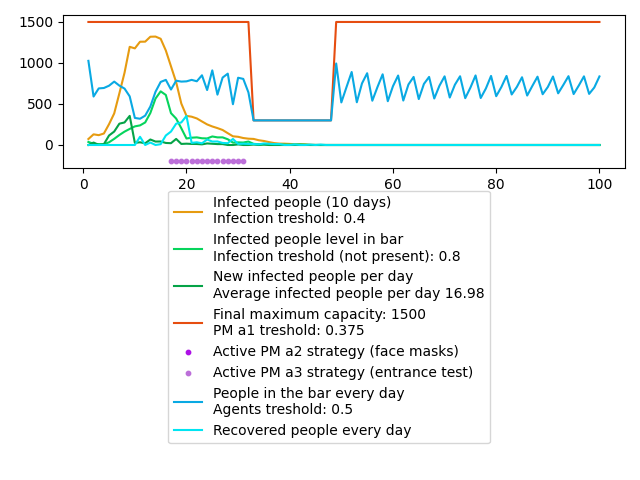 1500
1000
500
0
0 20 40 60 80 100
Infected people (10 days)
Infection treshold: 0.4
Infected people level in bar
Infection treshold (not present): 0.8
New infected people per day
Average infected people per day 16.98
Final maximum capacity: 1500
PM a1 treshold: 0.375
Active PM a2 strategy (face masks)
Active PM a3 strategy (entrance test)
People in the bar every day
Agents treshold: 0.5
Recovered people every day